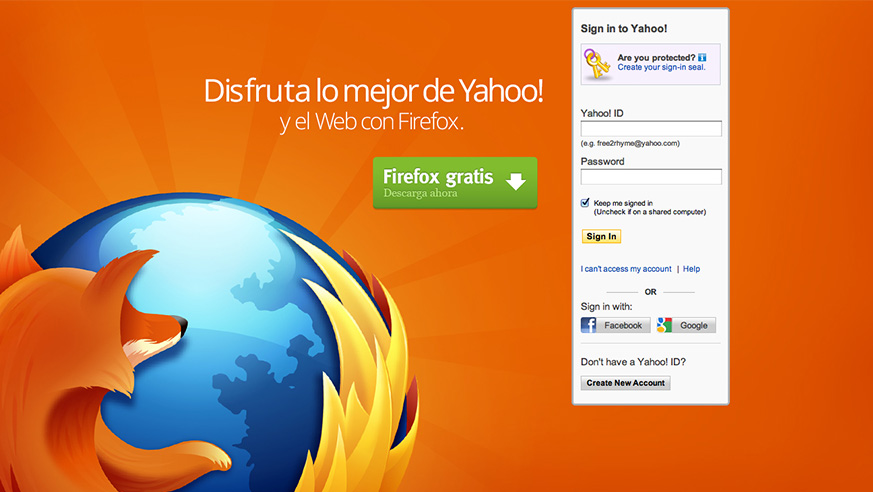 Disfruta lo mejor de Yahoo!
y el Web con Firefox.
Firefox gratis
Descarga ahora
Sign in to Yahoo!
Are you protected?
Create your sign-in seal.
Yahoo! ID
(e.g. free2rhyme@yahoo.com)
Password
Keep me signed in
(Uncheck if on a shared computer)
Sign In
I can't access my account | Help
OR
Sign in with:
Facebook Google
Don't have a Yahoo! ID?
Create New Account